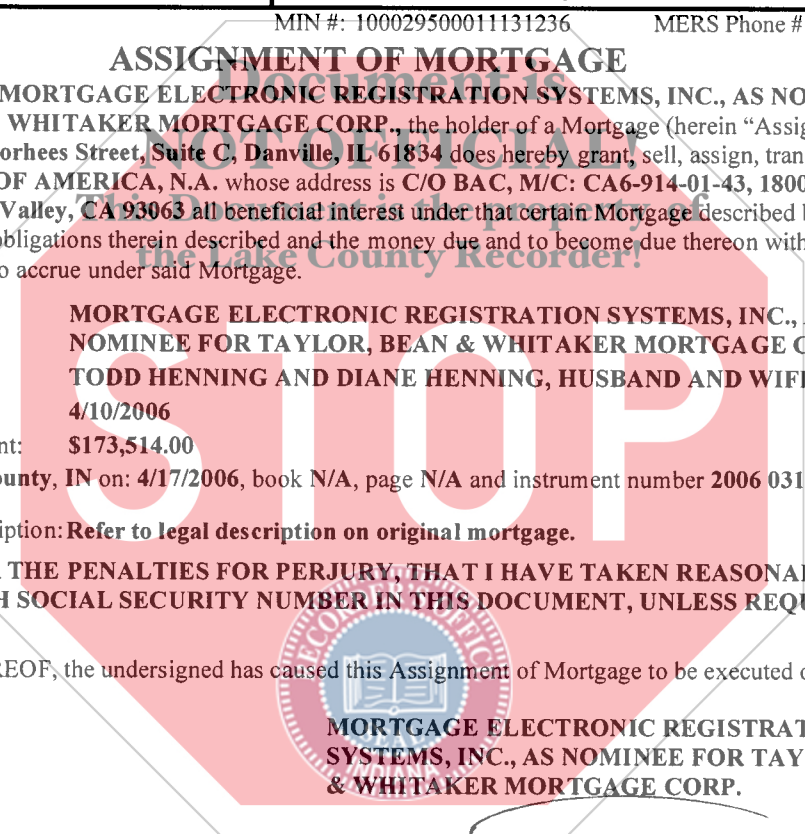 MIN #: 100029500011131236 MERS Phone #
ASSIGNMENT OF MORTGAGE
MORTGAGE ELECTRONIC REGISTRATION SYSTEMS, INC., AS NO
WHITAKER MORTGAGE CORP., the holder of a Mortgage (herein “Assig
orhees Street, Suite C, Danville, IL 61834 does hereby grant, sell, assign, tran
OF AMERICA, N.A. whose address is C/O BAC, M/C: CA6-914-01-43, 1800
Valley, CA 93063 all beneficial interest under that certain Mortgage described
obligations therein described and the money due and to become due thereon with
o accrue under said Mortgage.
Document is
NOT OFFICIAL!
This Document is the property of
the Lake County Recorder!
STOP
MORTGAGE ELECTRONIC REGISTRATION SYSTEMS, INC.,
NOMINEE FOR TAYLOR, BEAN & WHITAKER MORTGAGE C
TODD HENNING AND DIANE HENNING, HUSBAND AND WIFE
4/10/2006
nt: $173,514.00
ounty, IN on: 4/17/2006, book N/A, page N/A and instrument number 2006 031
iption: Refer to legal description on original mortgage.
THE PENALTIES FOR PERJURY, THAT I HAVE TAKEN REASONA
H SOCIAL SECURITY NUMBER IN THIS DOCUMENT, UNLESS REQU
REOF, the undersigned has caused this Assignment of Mortgage to be executed o
RECORDER'S OFFICE
SEAL
INDIANA
MORTGAGE ELECTRONIC REGISTRAT
SYSTEMS, INC., AS NOMINEE FOR TAY
& WHITAKER MORTGAGE CORP.